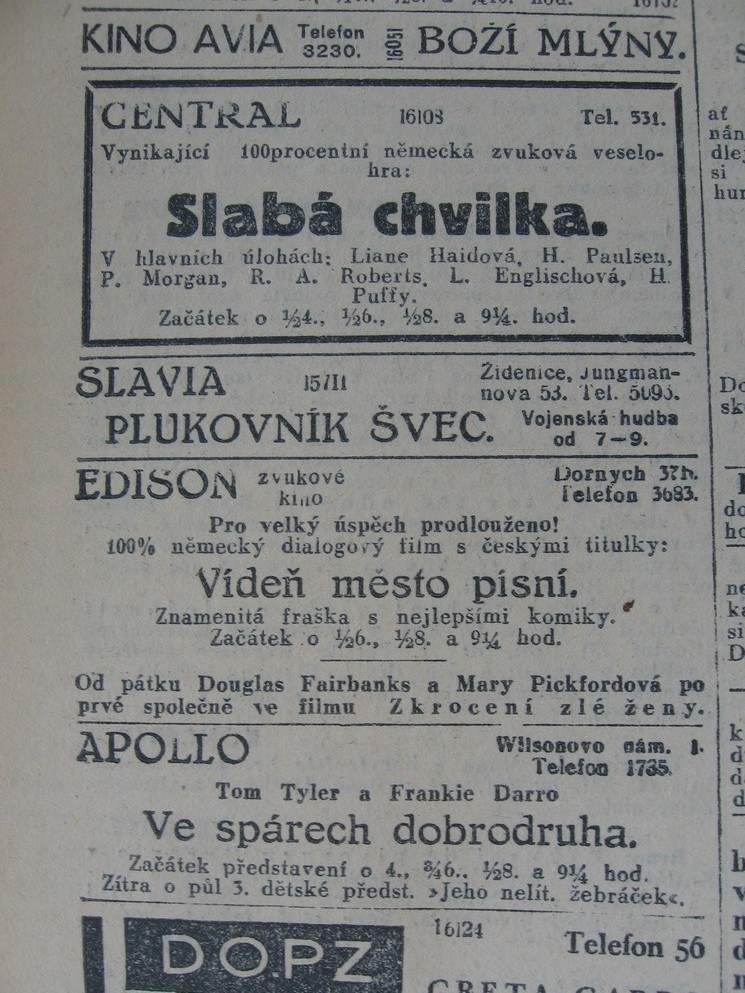 KINO AVIA Telefon 3230. 16051 BOŽÍ MLÝNY.
CENTRAL 16103 Tel. 531.
Vynikající 100procentní německá zvuková veselo-
hra:
Slabá chvilka.
V hlavních úlohách: Liane Haidová, H. Paulsen,
P. Morgan, R. A. Roberts, L. Englischová, H.
Puffy.
Začátek o ½4., ½6., ½8. a 9¼. hod.
SLAVIA 15711 Židenice, Jungman-
nova 53. Tel. 5093.
PLUKOVNÍK ŠVEC. Vojenská hudba
od 7–9.
EDISON zvukové
kino
Dornych 37b.
Telefon 3683.
Pro velký úspěch prodlouženo!
100% německý dialogový film s českými titulky:
Vídeň město písní.
Znamenitá fraška s nejlepšími komiky.
Začátek o ½6., ½8. a 9¼ hod.
Od pátku Douglas Fairbanks a Mary Pickfordová po
prvé společně ve filmu Zkrocení zlé ženy.
APOLLO Wilsonovo nám. 1.
Telefon 1735.
Tom Tyler a Frankie Darro
Ve spárech dobrodruha.
Začátek představení o 4., ¾6., ½8. a 9¼ hod.
Zítra o půl 3. dětské předst. »Jeho nelít. žebráček«.
DOPZ 16124 Telefon 56